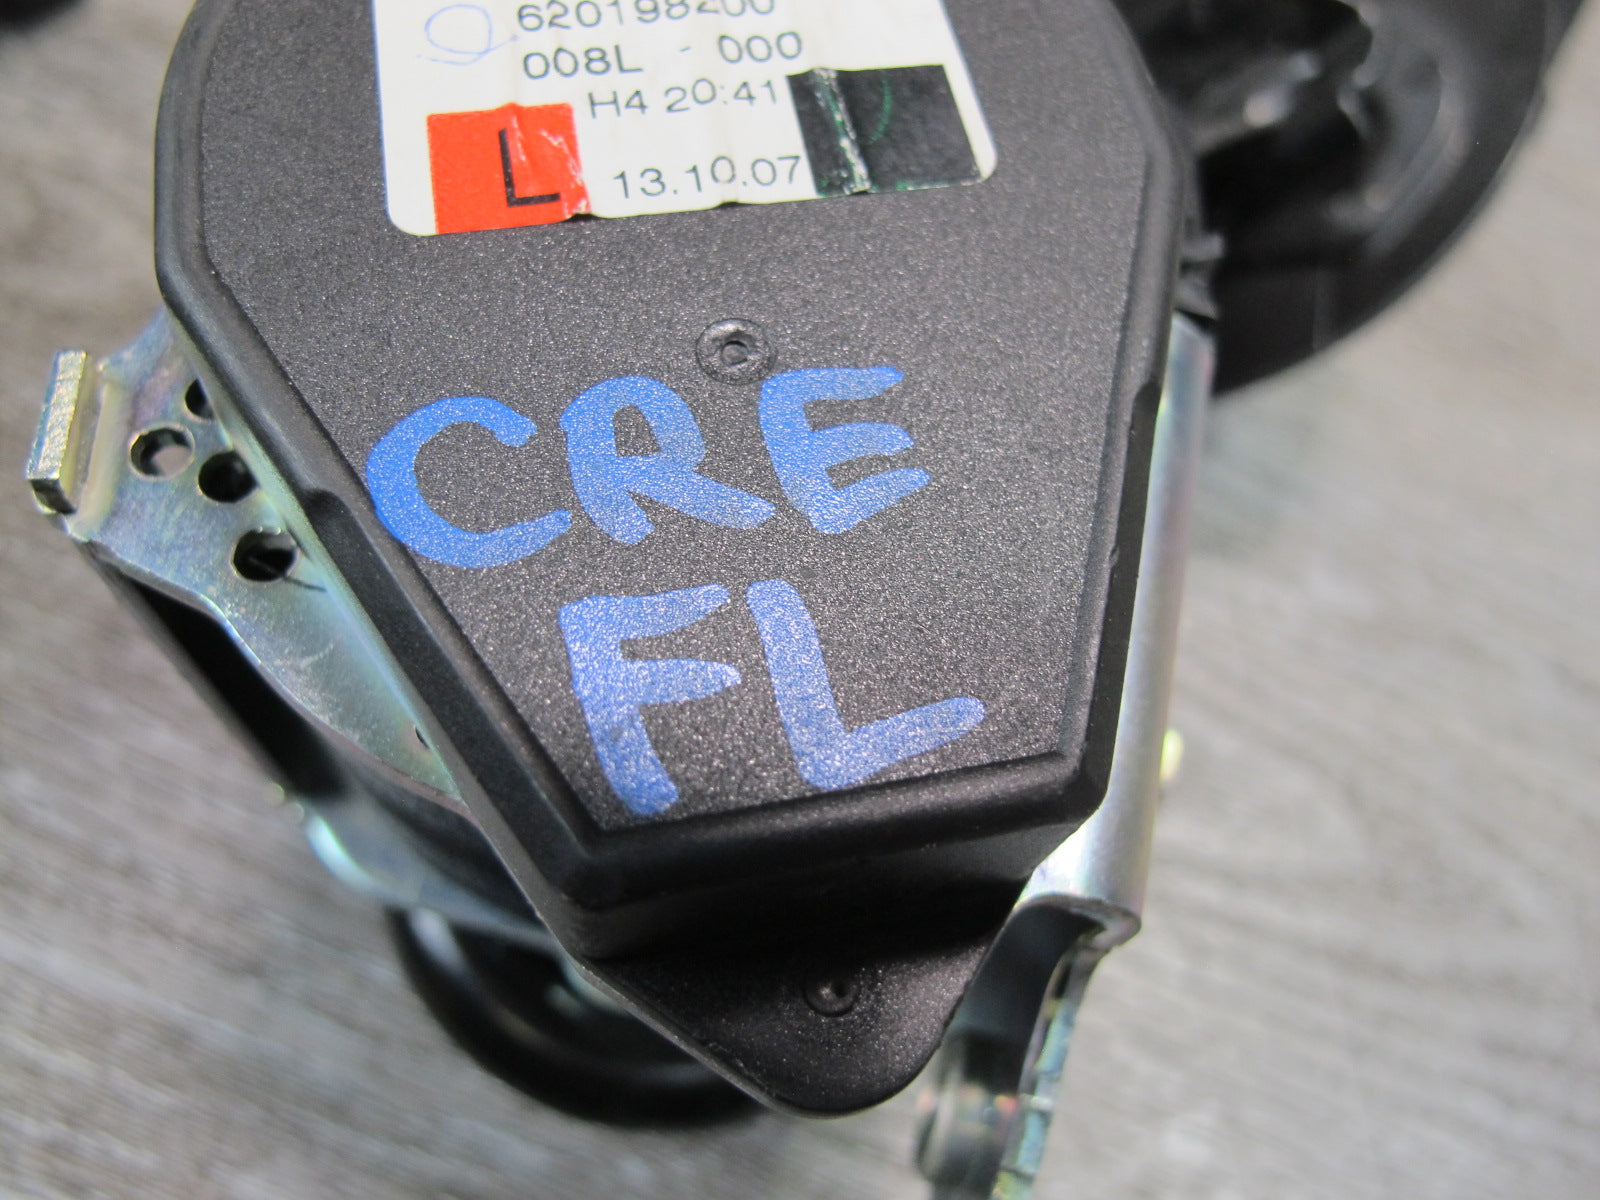 620198200
008L - 000
H4 20:41
L
13.10.07
CRE
FL